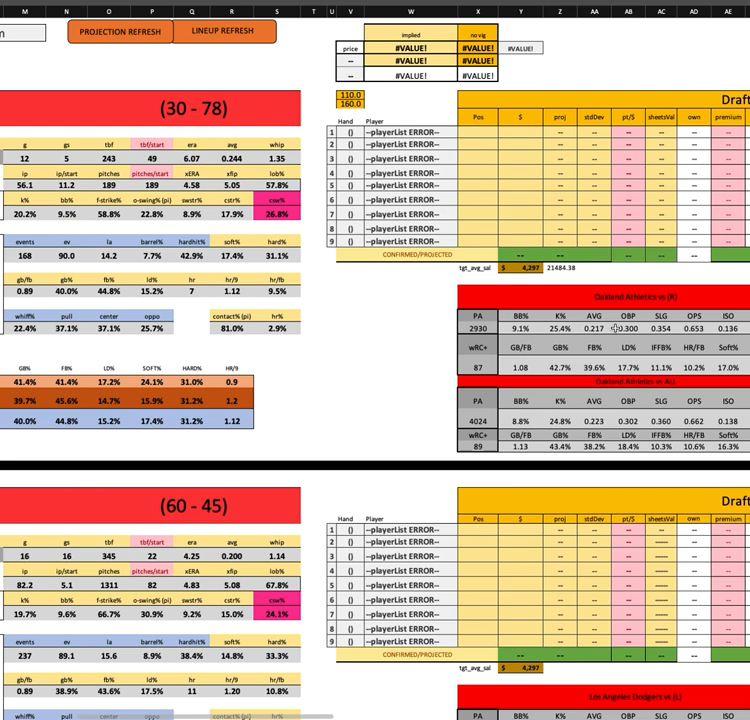 M N O P Q R S T U V W X Y Z AA AB AC AD AE
PROJECTION REFRESH LINEUP REFRESH
implied no vig
price #VALUE! #VALUE! #VALUE!
-- #VALUE! #VALUE!
-- #VALUE! #VALUE!
110.0
160.0
(30 - 78)
Draft
Pos $ proj stdDev pt/$ sheetsVal own premium
Hand Player
1 () --playerList ERROR-- -- -- -- -- -- --
2 () --playerList ERROR-- -- -- -- -- -- --
3 () --playerList ERROR-- -- -- -- -- -- --
4 () --playerList ERROR-- -- -- -- -- -- --
5 () --playerList ERROR-- -- -- -- -- -- --
6 () --playerList ERROR-- -- -- -- -- -- --
7 () --playerList ERROR-- -- -- -- -- -- --
8 () --playerList ERROR-- -- -- -- -- -- --
9 () --playerList ERROR-- -- -- -- -- -- --
CONFIRMED/PROJECTED -- -- -- -- -- --
tgt_avg_sal $ 4,297 21484.38
g gs tbf tbf/start era avg whip
12 5 243 49 6.07 0.244 1.35
ip ip/start pitches pitches/start xERA xfip lob%
56.1 11.2 189 189 4.58 5.05 57.8%
k% bb% f-strike% o-swing% (pi) swstr% cstr% csw%
20.2% 9.5% 58.8% 22.8% 8.9% 17.9% 26.8%
events ev la barrel% hardhit% soft% hard%
168 90.0 14.2 7.7% 42.9% 17.4% 31.1%
gb/fb gb% fb% ld% hr hr/9 hr/fb
0.89 40.0% 44.8% 15.2% 7 1.12 9.5%
whiff% pull center oppo contact% (pi) hr%
22.4% 37.1% 37.1% 25.7% 81.0% 2.9%
GB% FB% LD% SOFT% HARD% HR/9
41.4% 41.4% 17.2% 24.1% 31.0% 0.9
39.7% 45.6% 14.7% 15.9% 31.2% 1.2
40.0% 44.8% 15.2% 17.4% 31.2% 1.12
Oakland Athletics vs (R)
PA BB% K% AVG OBP SLG OPS ISO
2930 9.1% 25.4% 0.217 0.300 0.354 0.653 0.136
wRC+ GB/FB GB% FB% LD% IFFB% HR/FB Soft%
87 1.08 42.7% 39.6% 17.7% 11.1% 10.2% 17.0%
Oakland Athletics vs ALL
PA BB% K% AVG OBP SLG OPS ISO
4024 8.8% 24.8% 0.223 0.302 0.360 0.662 0.138
wRC+ GB/FB GB% FB% LD% IFFB% HR/FB Soft%
89 1.13 43.4% 38.2% 18.4% 10.3% 10.6% 16.3%
(60 - 45)
Draft
Pos $ proj stdDev pt/$ sheetsVal own premium
Hand Player
1 () --playerList ERROR-- -- -- -- -- -- --
2 () --playerList ERROR-- -- -- -- -- --
3 () --playerList ERROR-- -- -- -- -- --
4 () --playerList ERROR-- -- -- -- -- --
5 () --playerList ERROR-- -- -- -- -- --
6 () --playerList ERROR-- -- -- -- -- --
7 () --playerList ERROR-- -- -- -- -- --
8 () --playerList ERROR-- -- -- -- -- --
9 () --playerList ERROR-- -- -- -- -- --
CONFIRMED/PROJECTED -- -- -- -- -- --
tgt_avg_sal $ 4,297
g gs tbf tbf/start era avg whip
16 16 345 22 4.25 0.200 1.14
ip ip/start pitches pitches/start xERA xfip lob%
82.2 5.1 1311 82 4.83 5.08 67.8%
k% bb% f-strike% o-swing% (pi) swstr% cstr% csw%
19.7% 9.6% 66.7% 30.9% 9.2% 15.0% 24.1%
events ev la barrel% hardhit% soft% hard%
237 89.1 15.6 8.9% 38.4% 14.8% 33.3%
gb/fb gb% fb% ld% hr hr/9 hr/fb
0.89 38.9% 43.6% 17.5% 11 1.20 10.8%
whiff% pull center oppo contact% (pi) hr%
Los Angeles Dodgers vs (L)
PA BB% K% AVG OBP SLG OPS ISO